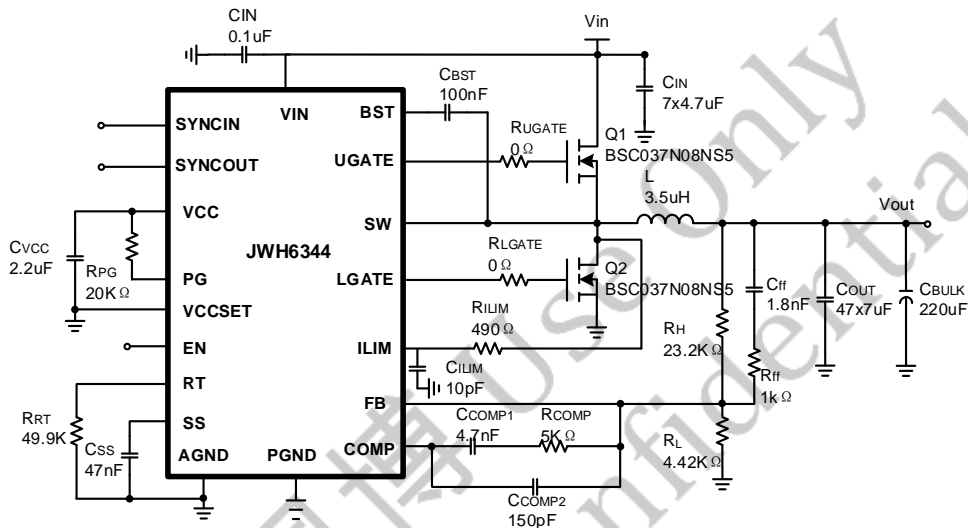 CIN
0.1uF
Vin
CBST
100nF
CIN
7x4.7uF
VIN
BST
SYNCIN
RUGATE
0Ω
Q1
BSC037N08NS5
UGATE
SYNCOUT
L
3.5uH
Vout
VCC
SW
JWH6344
CVCC
2.2uF
RPG
20KΩ
PG
RLGATE
0Ω
LGATE
Q2
BSC037N08NS5
Cff
1.8nF
COUT
47x7uF
CBULK
220uF
VCCSET
RILIM
490Ω
RH
23.2KΩ
EN
ILIM
CILIM
10pF
Rff
1kΩ
RT
FB
RRT
49.9K
SS
CCOMP1
4.7nF
RCOMP
5KΩ
RL
4.42KΩ
CSS
47nF
AGND
PGND
COMP
CCOMP2
150pF
Use Only
Confidential